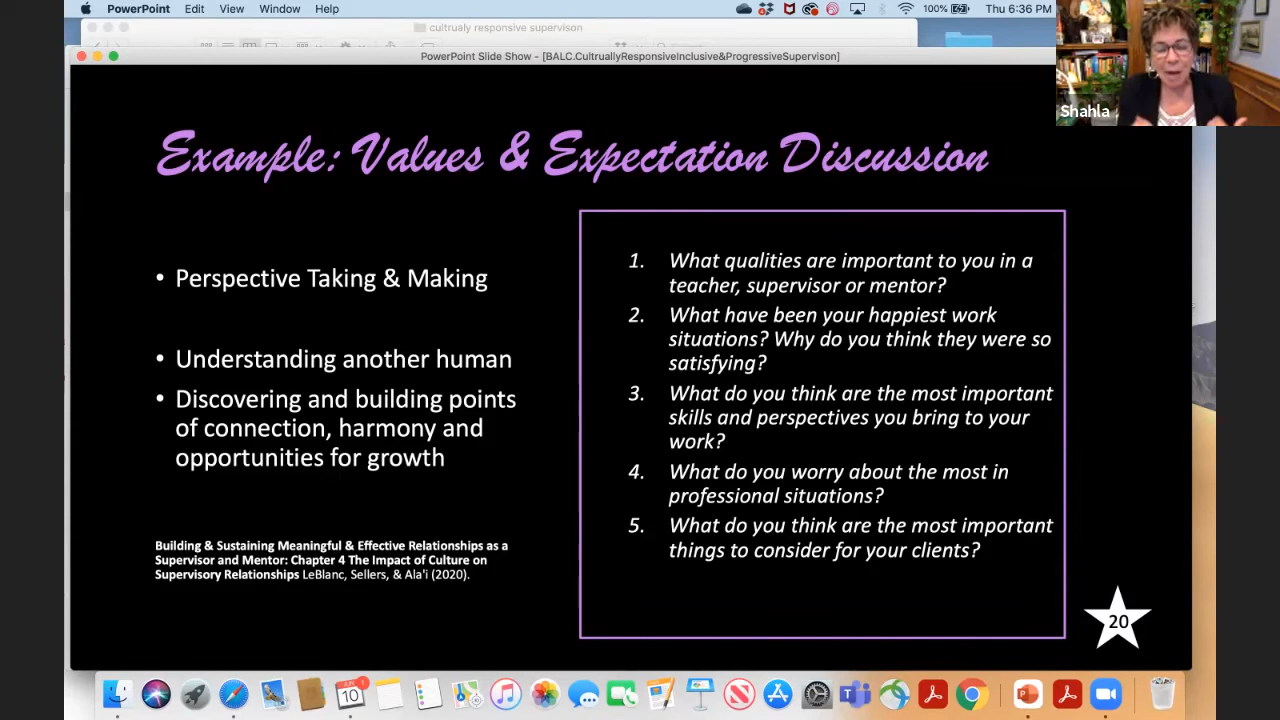 PowerPoint Edit View Window Help
100% Thu 6:36 PM
cultrualy responsive supervison
PowerPoint Slide Show - [BALC.CultruallyResponsiveInclusive&ProgressiveSupervison]
Shahla
Example: Values & Expectation Discussion
• Perspective Taking & Making
• Understanding another human
• Discovering and building points
of connection, harmony and
opportunities for growth
Building & Sustaining Meaningful & Effective Relationships as a
Supervisor and Mentor: Chapter 4 The Impact of Culture on
Supervisory Relationships LeBlanc, Sellers, & Ala'i (2020).
1. What qualities are important to you in a
teacher, supervisor or mentor?
2. What have been your happiest work
situations? Why do you think they were so
satisfying?
3. What do you think are the most important
skills and perspectives you bring to your
work?
4. What do you worry about the most in
professional situations?
5. What do you think are the most important
things to consider for your clients?
20
10